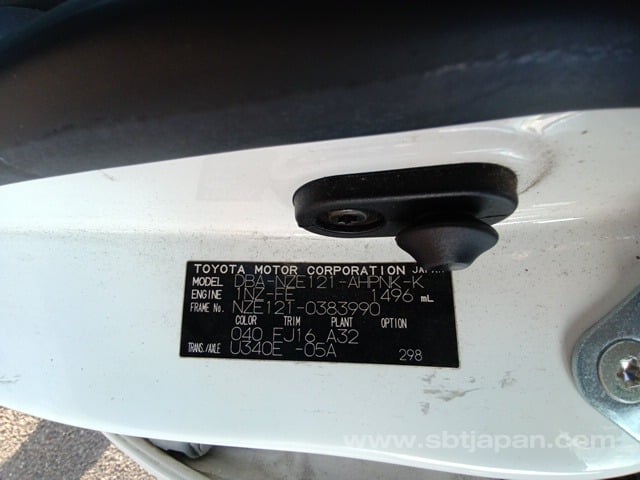 TOYOTA MOTOR CORPORATION JAPAN
MODEL DBA-NZE121-AHPNK-K
ENGINE 1NZ-FE 1496 mL
FRAME No. NZE121-0383990
COLOR TRIM PLANT OPTION
040 FJ16 A32
TRANS./AXLE U340E -05A 298
www.sbtjapan.com